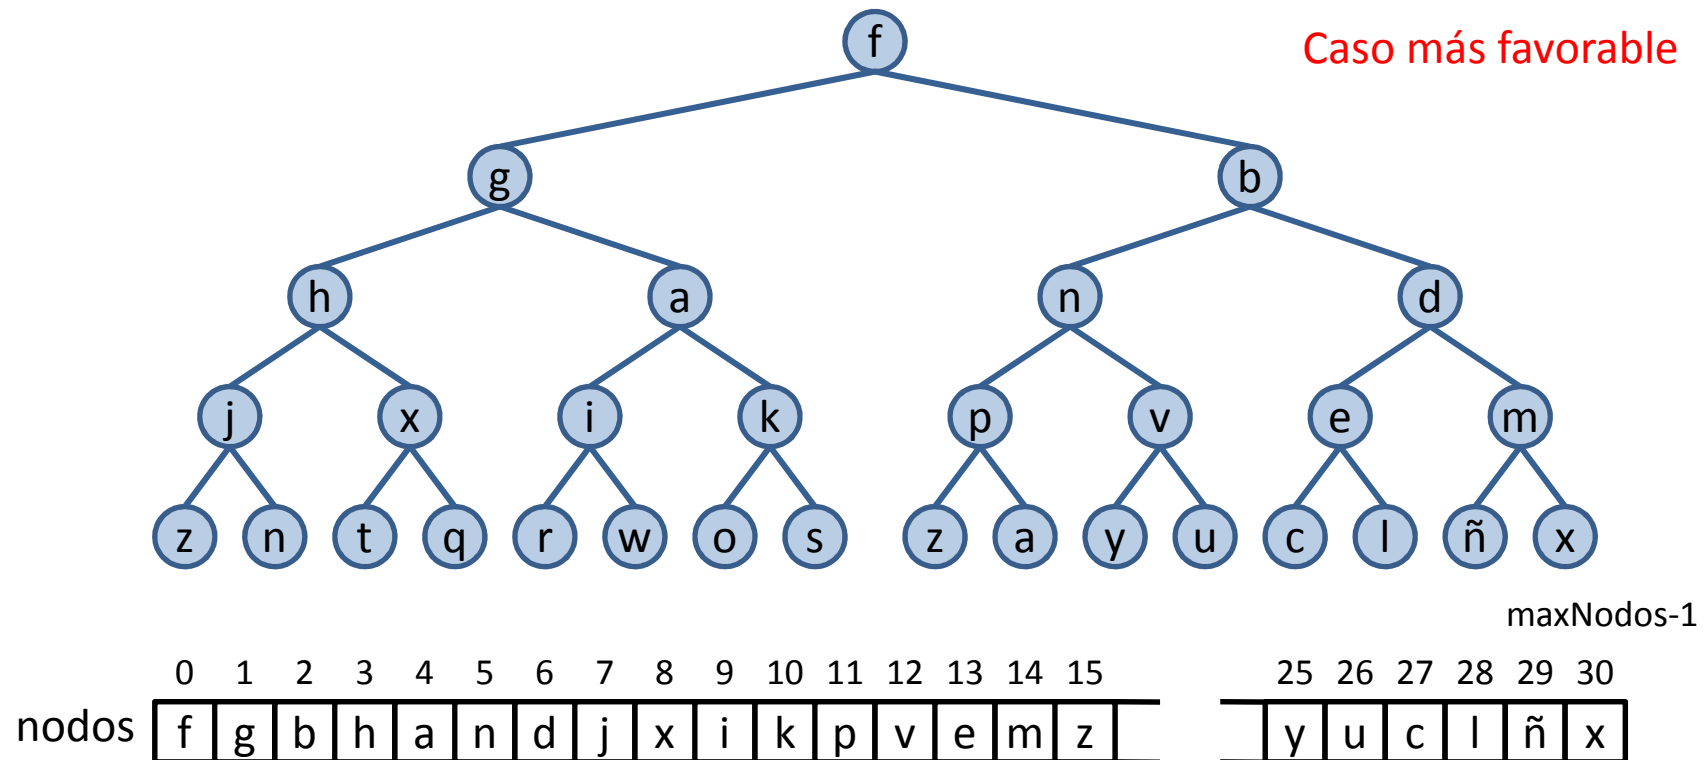 f
Caso más favorable
g b
h a n d
j x i k p v e m
z n t q r w o s z a y u c l ñ x
maxNodos-1
0 1 2 3 4 5 6 7 8 9 10 11 12 13 14 15 25 26 27 28 29 30
nodos f g b h a n d j x i k p v e m z y u c l ñ x